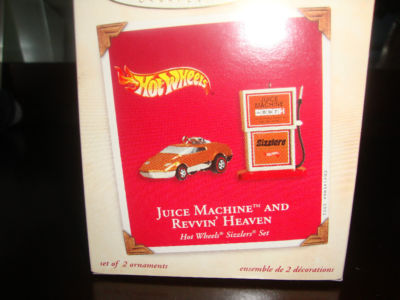 Hot Wheels®
JUICE
MACHINE
Sizzlers
JUICE MACHINE™ AND
REVVIN' HEAVEN
Hot Wheels® Sizzlers® Set
set of 2 ornaments
ensemble de 2 décorations